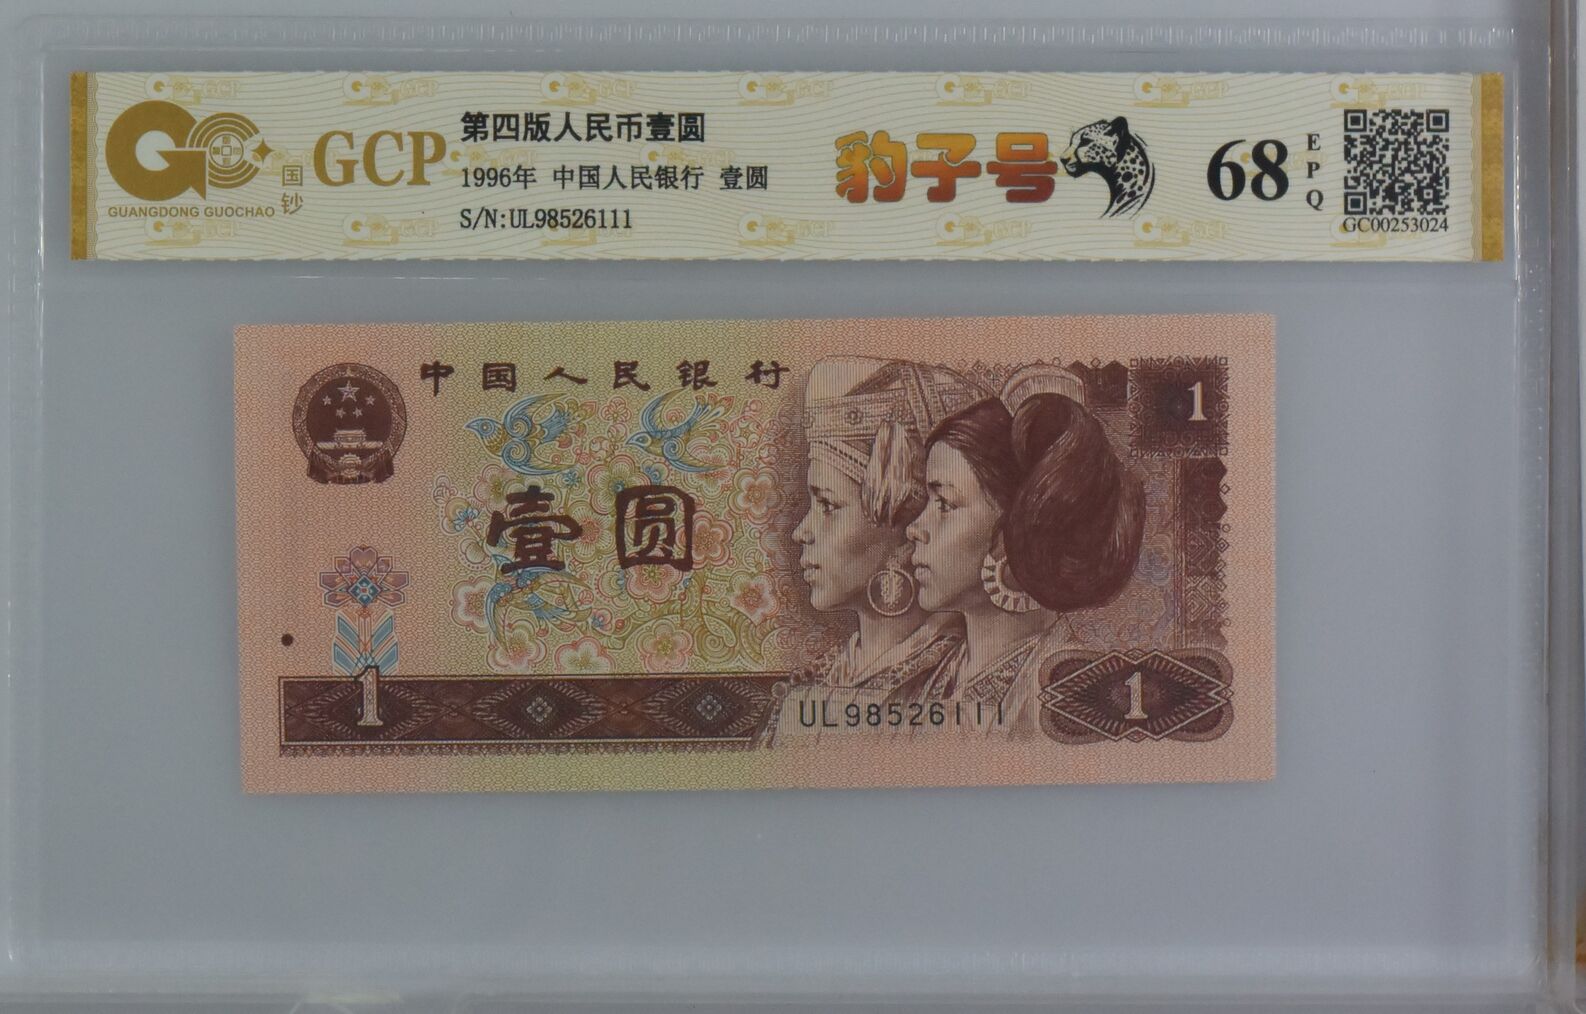 GCP
国钞
GUANGDONG GUOCHAO
第四版人民币壹圆
1996年 中国人民银行 壹圆
S/N:UL98526111
豹子号
68
EPQ
GC00253024
中国人民银行
1
壹圆
1
UL98526111
1